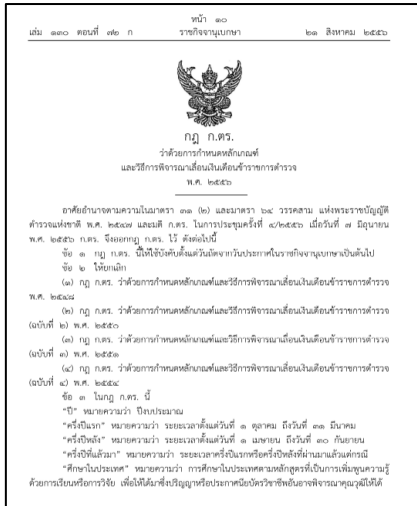 หน้า ๑๐
เล่ม ๑๓๐ ตอนที่ ๗๒ ก ราชกิจจานุเบกษา ๒๑ สิงหาคม ๒๕๕๖
กฎ ก.ตร.
ว่าด้วยการกำหนดหลักเกณฑ์
และวิธีการพิจารณาเลื่อนเงินเดือนข้าราชการตำรวจ
พ.ศ. ๒๕๕๖
อาศัยอำนาจตามความในมาตรา ๓๑ (๒) และมาตรา ๖๙ วรรคสาม แห่งพระราชบัญญัติ
ตำรวจแห่งชาติ พ.ศ. ๒๕๔๗ และมติ ก.ตร. ในการประชุมครั้งที่ ๙/๒๕๕๖ เมื่อวันที่ ๗ มิถุนายน
พ.ศ. ๒๕๕๖ ก.ตร. จึงออกกฎ ก.ตร. ไว้ ดังต่อไปนี้
ข้อ ๑ กฎ ก.ตร. นี้ให้ใช้บังคับตั้งแต่วันถัดจากวันประกาศในราชกิจจานุเบกษาเป็นต้นไป
ข้อ ๒ ให้ยกเลิก
(๑) กฎ ก.ตร. ว่าด้วยการกำหนดหลักเกณฑ์และวิธีการพิจารณาเลื่อนเงินเดือนข้าราชการตำรวจ
พ.ศ. ๒๕๔๘
(๒) กฎ ก.ตร. ว่าด้วยการกำหนดหลักเกณฑ์และวิธีการพิจารณาเลื่อนเงินเดือนข้าราชการตำรวจ
(ฉบับที่ ๒) พ.ศ. ๒๕๕๐
(๓) กฎ ก.ตร. ว่าด้วยการกำหนดหลักเกณฑ์และวิธีการพิจารณาเลื่อนเงินเดือนข้าราชการตำรวจ
(ฉบับที่ ๓) พ.ศ. ๒๕๕๑
(๔) กฎ ก.ตร. ว่าด้วยการกำหนดหลักเกณฑ์และวิธีการพิจารณาเลื่อนเงินเดือนข้าราชการตำรวจ
(ฉบับที่ ๔) พ.ศ. ๒๕๕๔
ข้อ ๓ ในกฎ ก.ตร. นี้
“ปี” หมายความว่า ปีงบประมาณ
“ครึ่งปีแรก” หมายความว่า ระยะเวลาตั้งแต่วันที่ ๑ ตุลาคม ถึงวันที่ ๓๑ มีนาคม
“ครึ่งปีหลัง” หมายความว่า ระยะเวลาตั้งแต่วันที่ ๑ เมษายน ถึงวันที่ ๓๐ กันยายน
“ครึ่งปีที่แล้วมา” หมายความว่า ระยะเวลาครึ่งปีแรกหรือครึ่งปีหลังที่ผ่านมาแล้วแต่กรณี
“ศึกษาในประเทศ” หมายความว่า การศึกษาในประเทศตามหลักสูตรที่เป็นการเพิ่มพูนความรู้
ด้วยการเรียนหรือการวิจัย เพื่อให้ได้มาซึ่งปริญญาหรือประกาศนียบัตรวิชาชีพอันอาจพิจารณาคุณวุฒิให้ได้